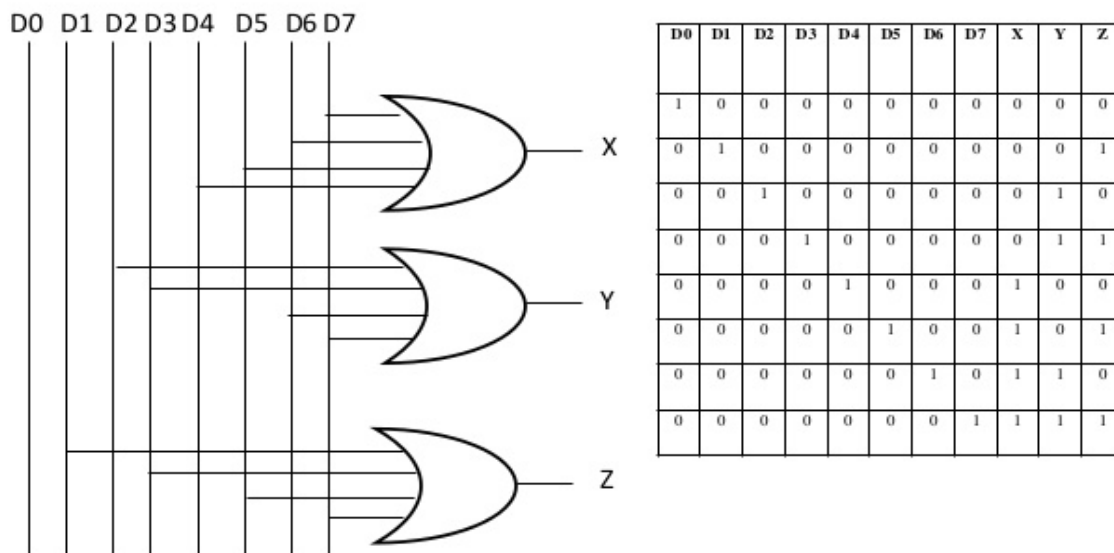 D0 D1 D2 D3 D4 D5 D6 D7
X
Y
Z
D0 D1 D2 D3 D4 D5 D6 D7 X Y Z
1 0 0 0 0 0 0 0 0 0 0
0 1 0 0 0 0 0 0 0 0 1
0 0 1 0 0 0 0 0 0 1 0
0 0 0 1 0 0 0 0 0 1 1
0 0 0 0 1 0 0 0 1 0 0
0 0 0 0 0 1 0 0 1 0 1
0 0 0 0 0 0 1 0 1 1 0
0 0 0 0 0 0 0 1 1 1 1